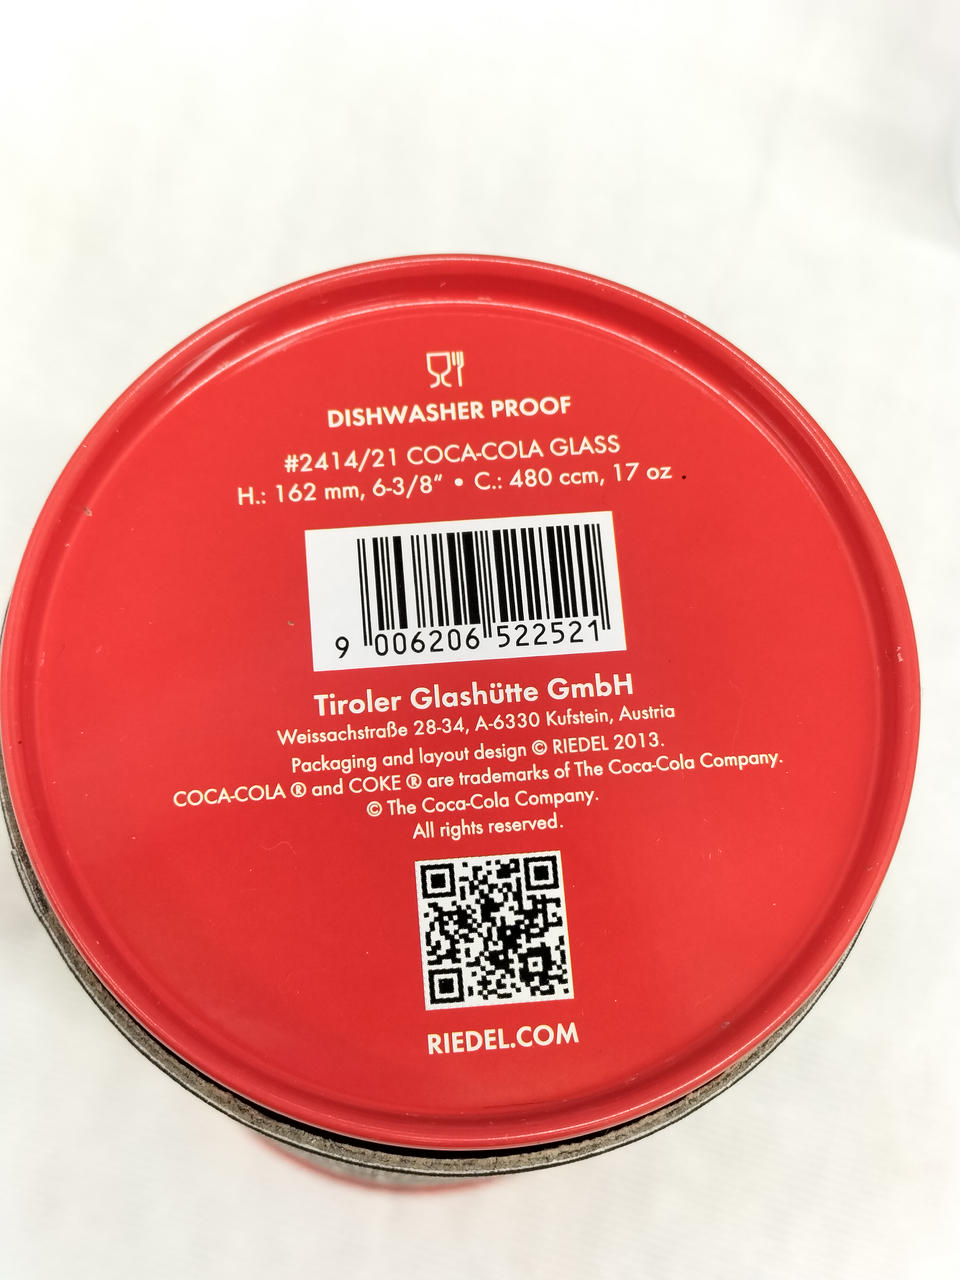 DISHWASHER PROOF
#2414/21 COCA-COLA GLASS
H.: 162 mm, 6-3/8“ • C.: 480 ccm, 17 oz
9 006206 522521
Tiroler Glashütte GmbH
Weissachstraße 28-34, A-6330 Kufstein, Austria
Packaging and layout design © RIEDEL 2013.
COCA-COLA ® and COKE ® are trademarks of The Coca-Cola Company.
© The Coca-Cola Company.
All rights reserved.
RIEDEL.COM